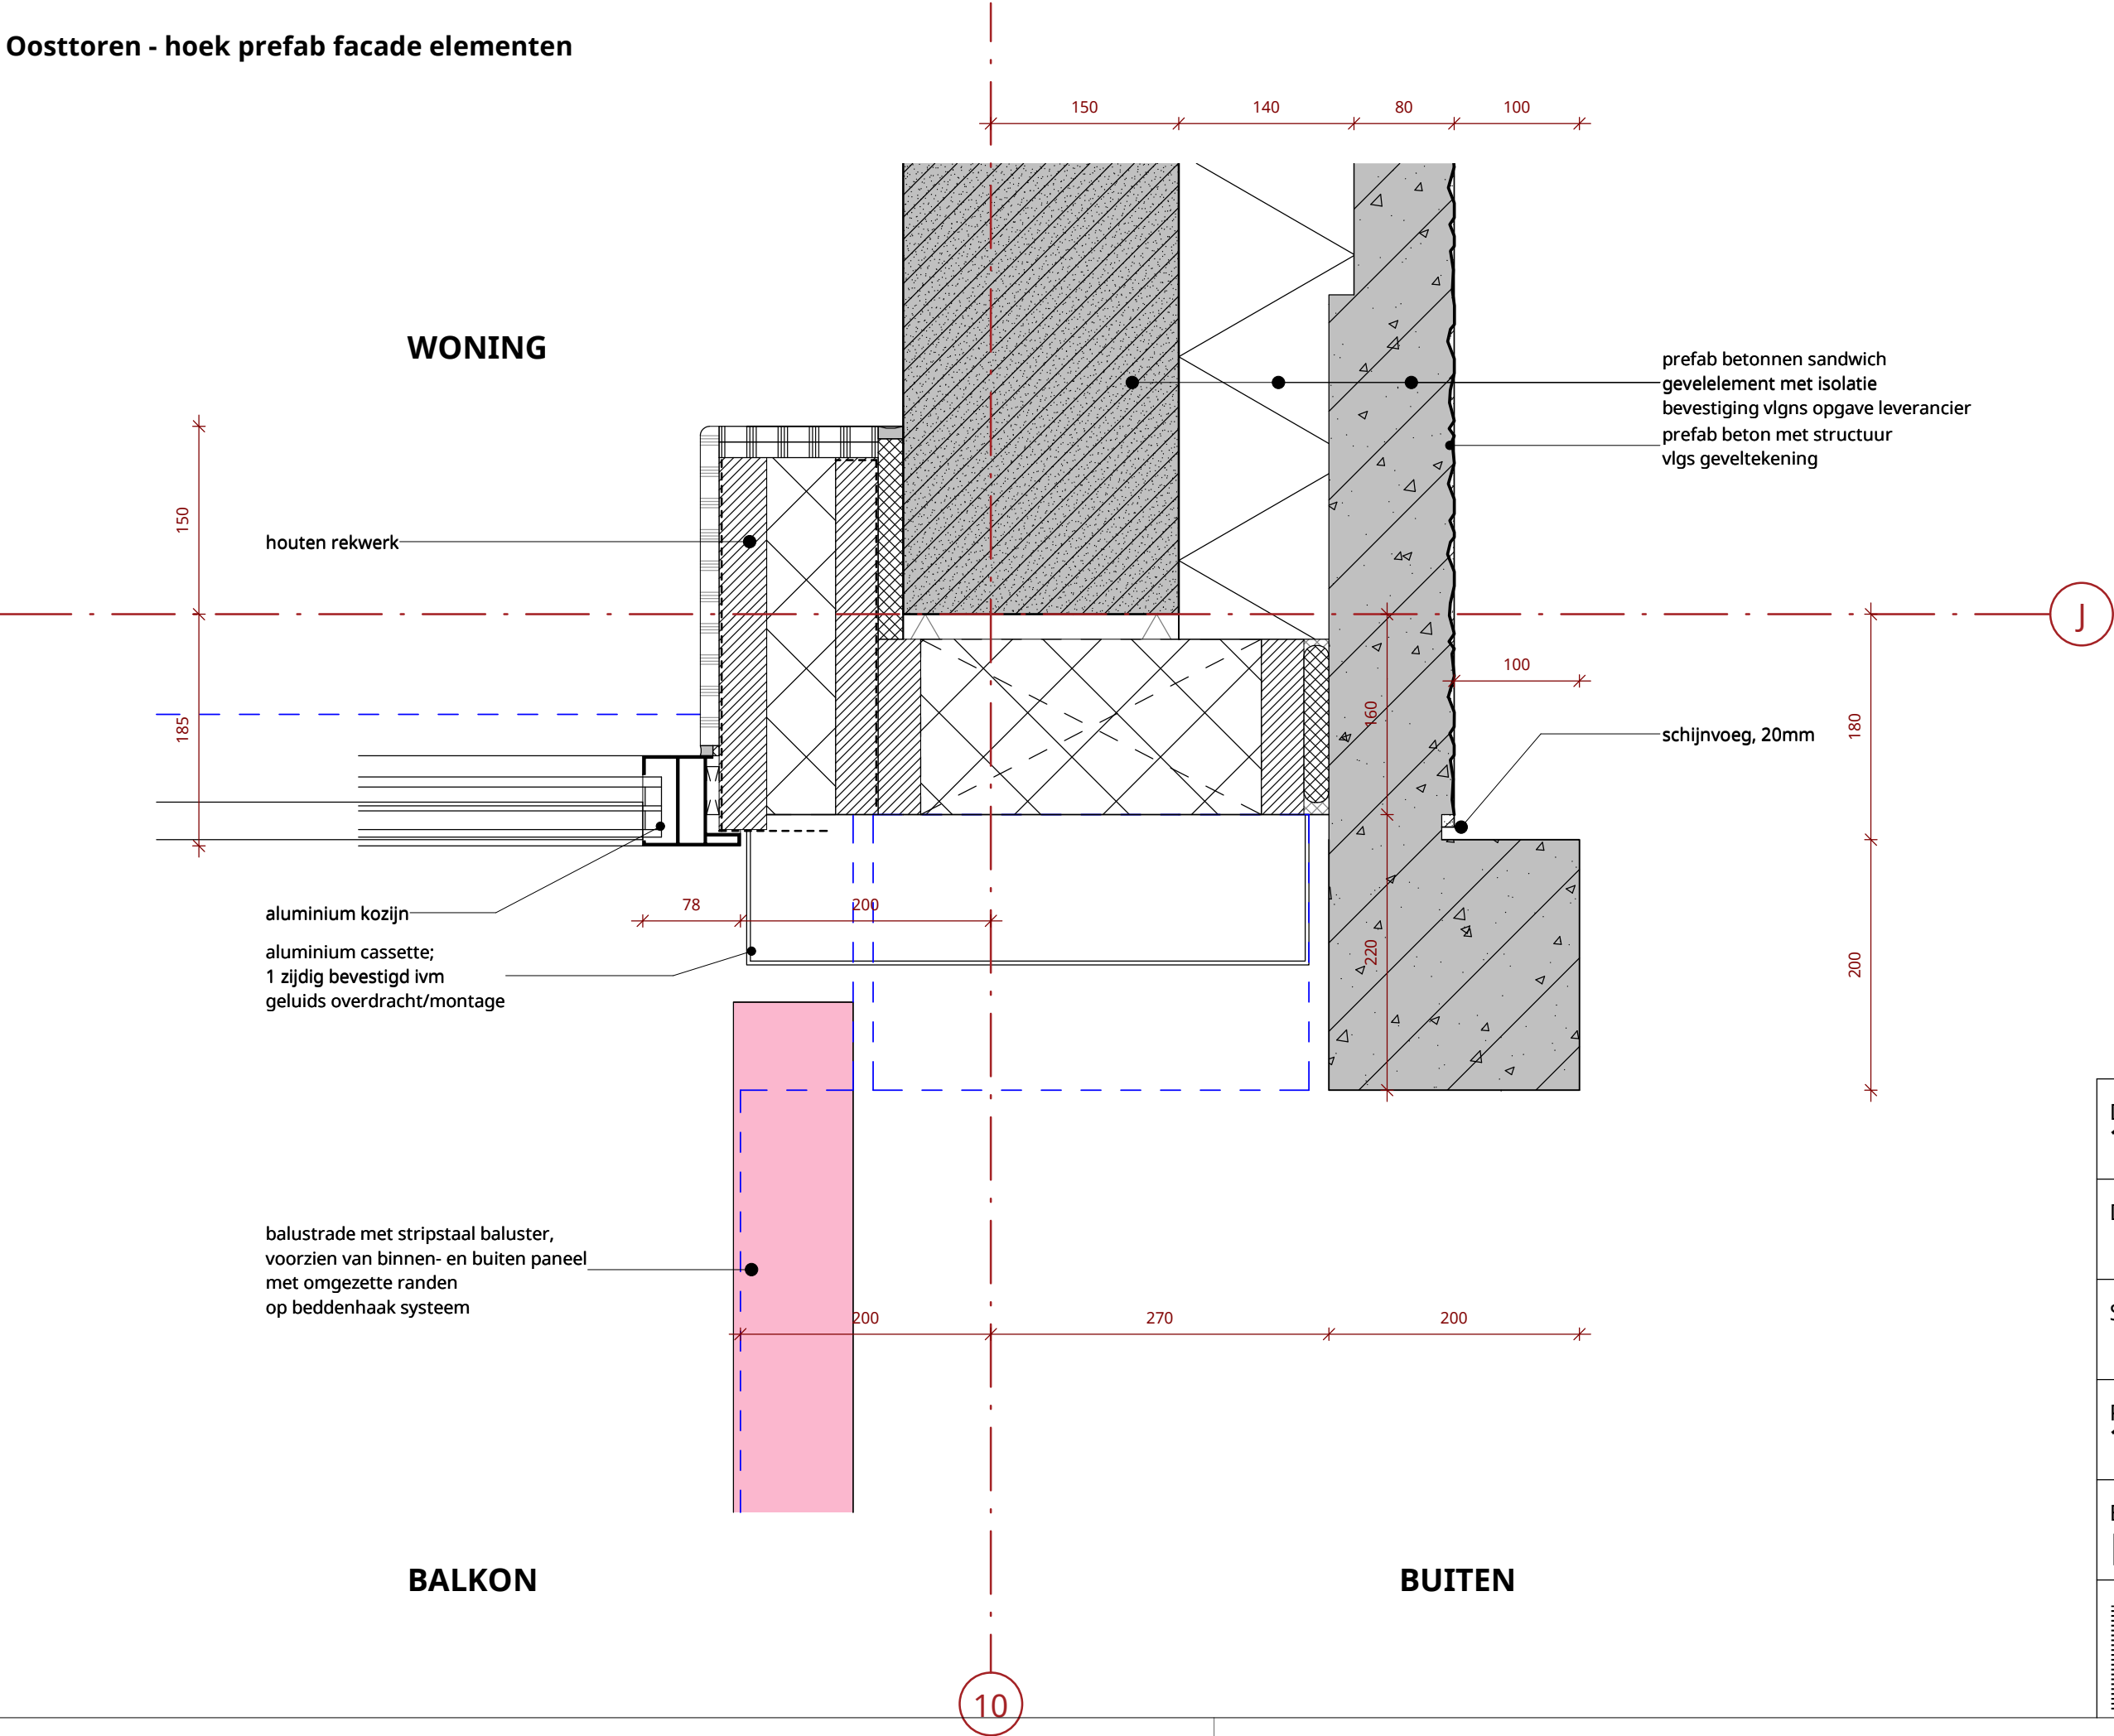 Oosttoren - hoek prefab facade elementen
150 140 80 100
WONING
prefab betonnen sandwich
gevelelement met isolatie
bevestiging vlgns opgave leverancier
prefab beton met structuur
vlgs geveltekening
150
houten rekwerk
J
100
160
180
185
schijnvoeg, 20mm
aluminium kozijn
78 200
aluminium cassette;
1 zijdig bevestigd ivm
geluids overdracht/montage
220
200
balustrade met stripstaal baluster,
voorzien van binnen- en buiten paneel
met omgezette randen
op beddenhaak systeem
200 270 200
BALKON
BUITEN
10